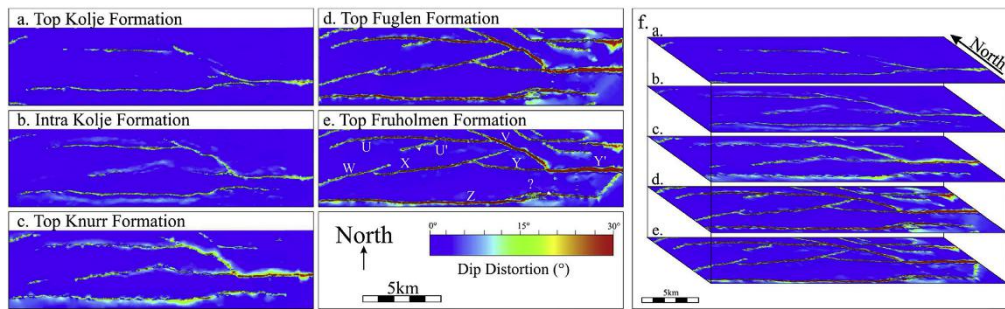 a. Top Kolje Formation
b. Intra Kolje Formation
c. Top Knurr Formation
d. Top Fuglen Formation
e. Top Fruholmen Formation
U
U'
V
W
X
Y
Y'
Z
?
North
0°
15°
30°
Dip Distortion (°)
5km
f.
a.
North
b.
c.
d.
e.
5km